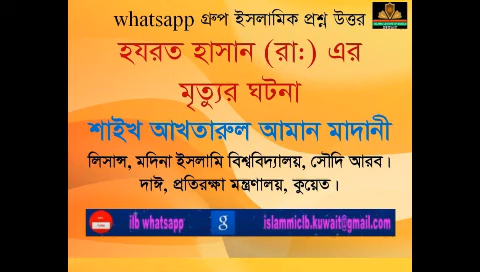 whatsapp গ্রুপ ইসলামিক প্রশ্ন উত্তর
হযরত হাসান (রা:) এর
মৃত্যুর ঘটনা
শাইখ আখতারুল আমান মাদানী
লিসান্স, মদিনা ইসলামি বিশ্ববিদ্যালয়, সৌদি আরব।
দাঈ, প্রতিরক্ষা মন্ত্রণালয়, কুয়েত।
ilb whatsapp g islammiclb.kuwait@gmail.com